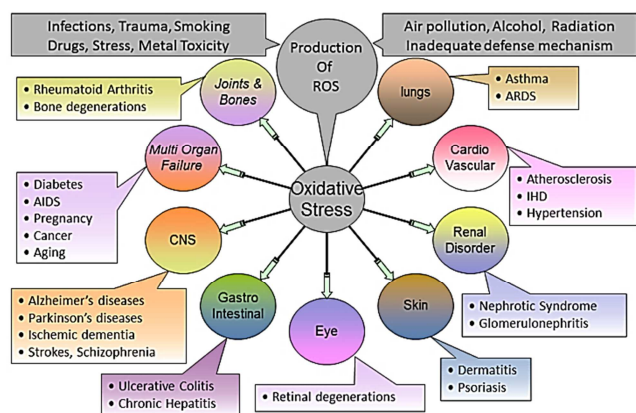 Infections, Trauma, Smoking
Drugs, Stress, Metal Toxicity
Production
Of
ROS
Air pollution, Alcohol, Radiation
Inadequate defense mechanism
• Rheumatoid Arthritis
• Bone degenerations
Joints &
Bones
lungs
• Asthma
• ARDS
Multi Organ
Failure
• Diabetes
• AIDS
• Pregnancy
• Cancer
• Aging
Oxidative
Stress
Cardio
Vascular
• Atherosclerosis
• IHD
• Hypertension
CNS
• Alzheimer's diseases
• Parkinson's diseases
• Ischemic dementia
• Strokes, Schizophrenia
Renal
Disorder
• Nephrotic Syndrome
• Glomerulonephritis
Gastro
Intestinal
• Ulcerative Colitis
• Chronic Hepatitis
Eye
• Retinal degenerations
Skin
• Dermatitis
• Psoriasis